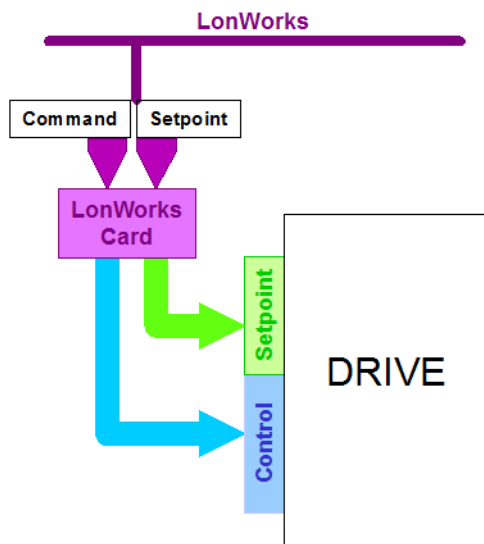 LonWorks
Command
Setpoint
LonWorks
Card
Setpoint
DRIVE
Control